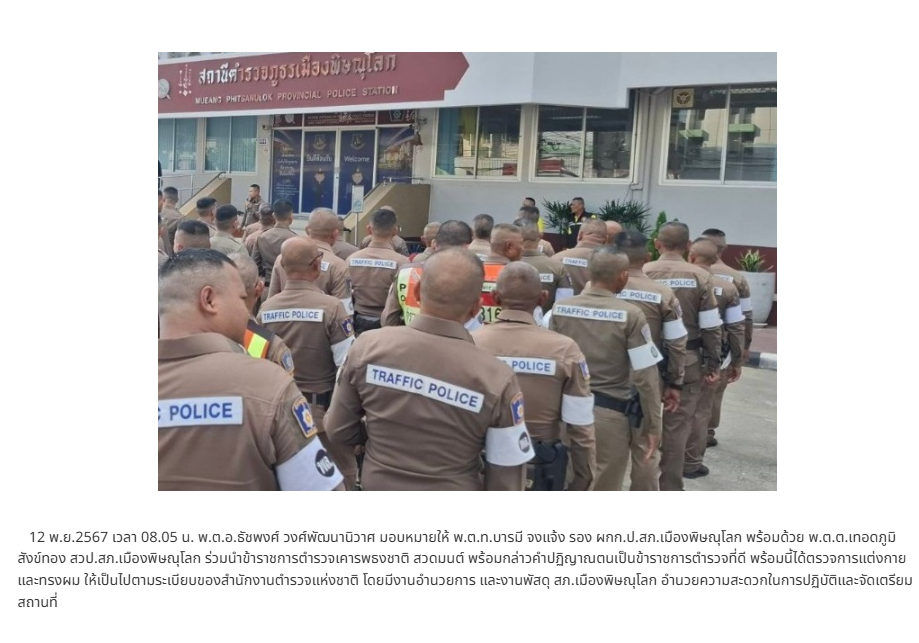 สถานีตำรวจภูธรเมืองพิษณุโลก
MUEANG PHITSANULOK PROVINCIAL POLICE STATION
ยินดีต้อนรับ
Welcome
TRAFFIC POLICE
TRAFFIC POLICE
TRAFFIC POLICE
TRAFFIC POLICE
POLICE
POLICE
TRAFFIC POLICE
12 พ.ย.2567 เวลา 08.05 น. พ.ต.อ.ธัชพงศ์ วงศ์พัฒนานิวาศ มอบหมายให้ พ.ต.ท.บารมี จงแจ้ง รอง ผกก.ป.สภ.เมืองพิษณุโลก พร้อมด้วย พ.ต.ต.เทอดภูมิ
สังข์ทอง สวป.สภ.เมืองพิษณุโลก ร่วมนำข้าราชการตำรวจเคารพธงชาติ สวดมนต์ พร้อมกล่าวคำปฏิญาณตนเป็นข้าราชการตำรวจที่ดี พร้อมนี้ได้ตรวจการแต่งกาย
และทรงผม ให้เป็นไปตามระเบียบของสำนักงานตำรวจแห่งชาติ โดยมีงานอำนวยการ และงานพัสดุ สภ.เมืองพิษณุโลก อำนวยความสะดวกในการปฏิบัติและจัดเตรียม
สถานที่